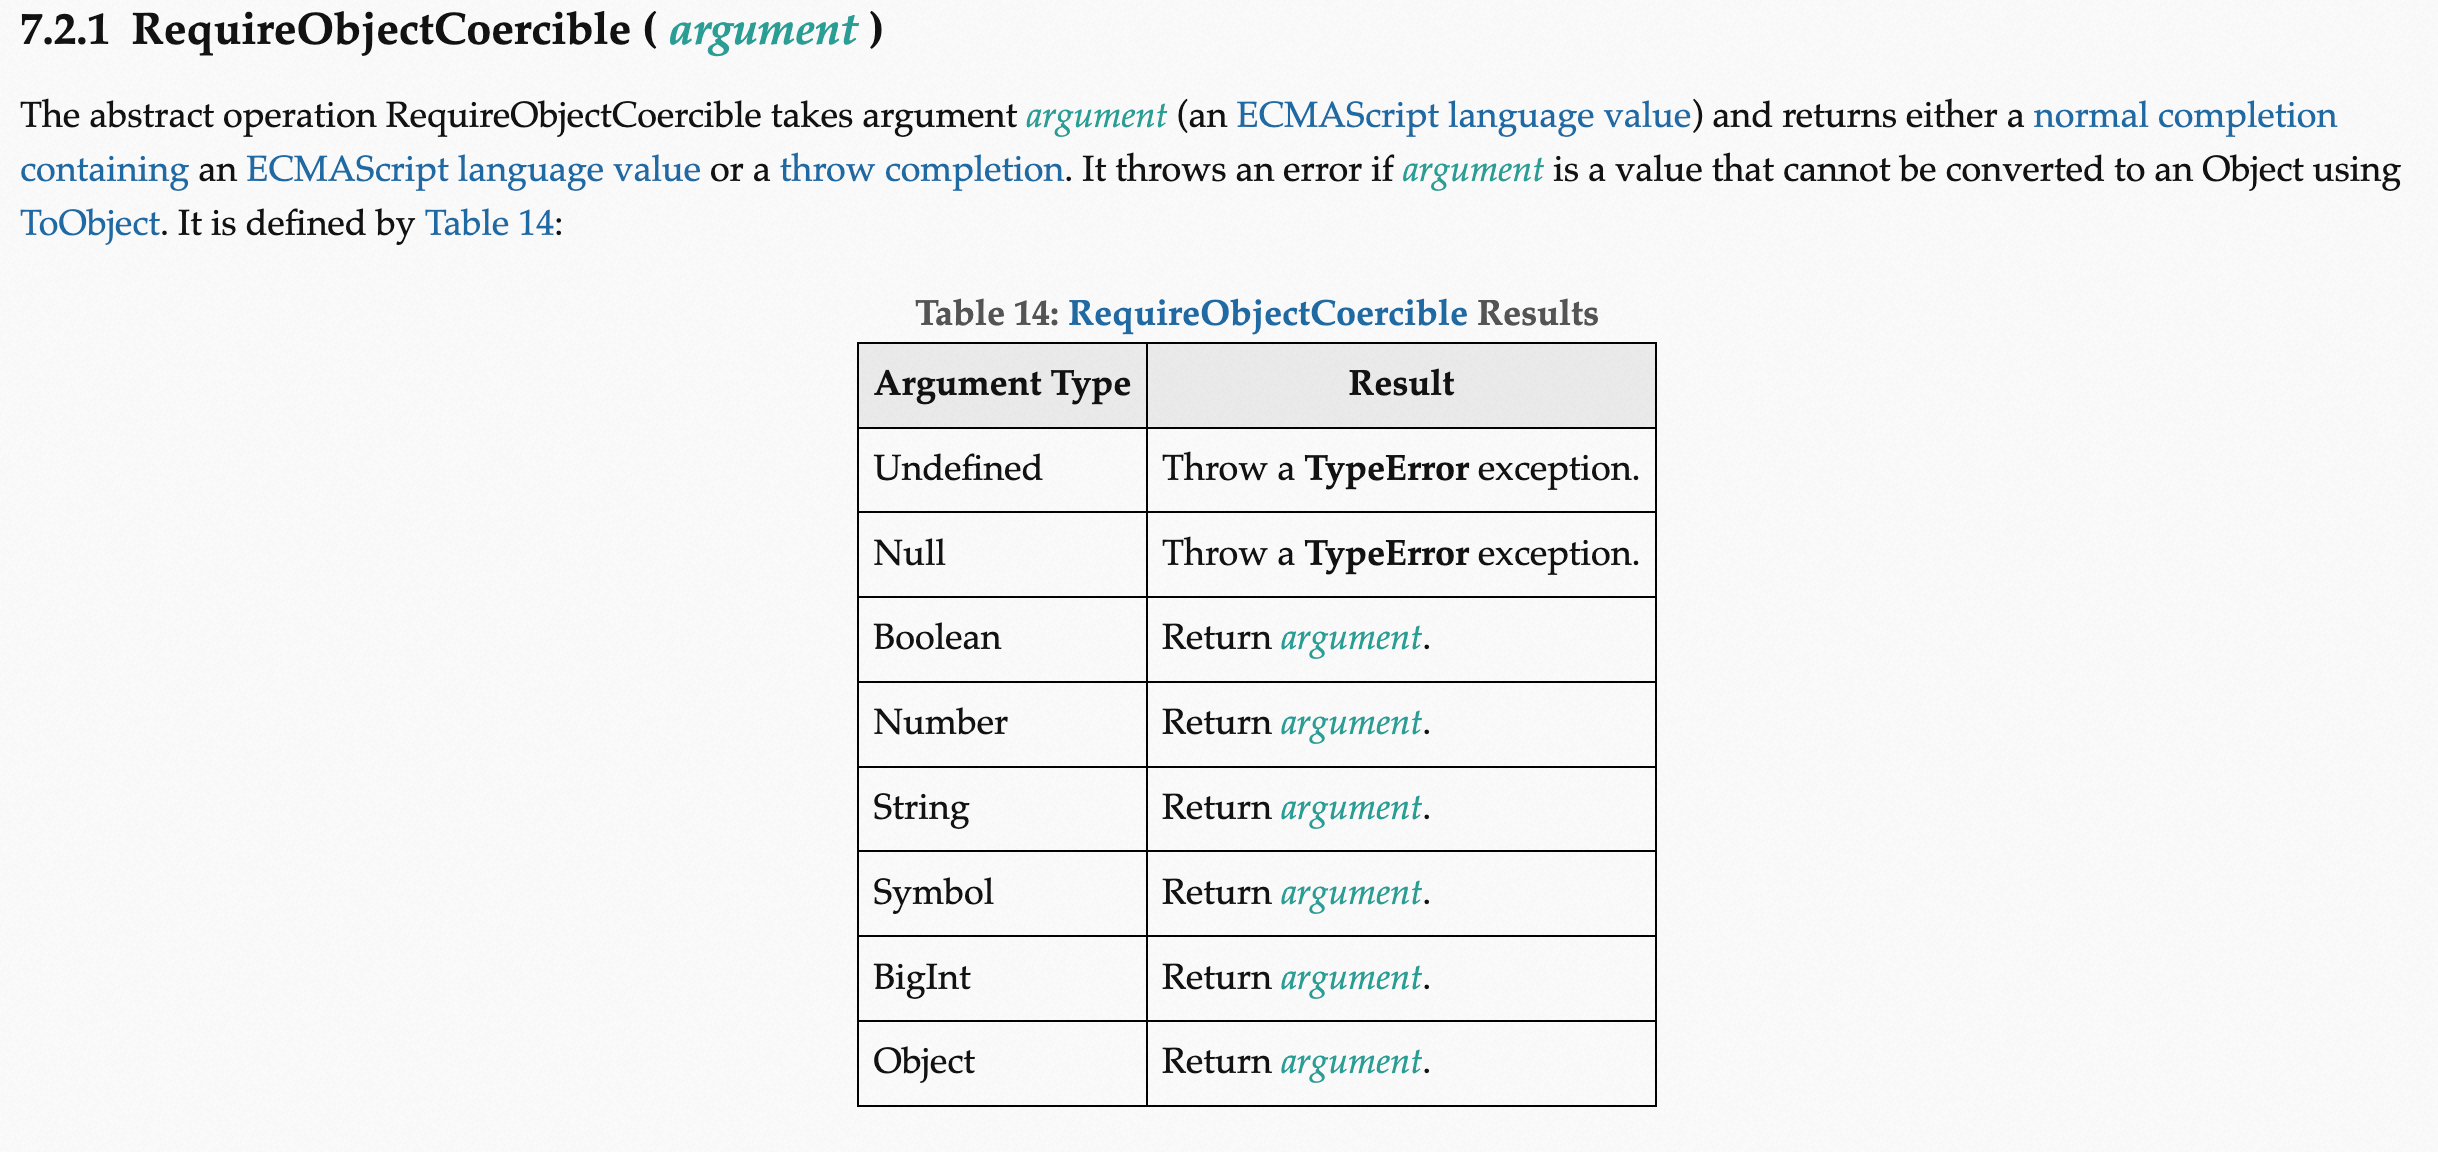 7.2.1 RequireObjectCoercible ( argument )
The abstract operation RequireObjectCoercible takes argument argument (an ECMAScript language value) and returns either a normal completion
containing an ECMAScript language value or a throw completion. It throws an error if argument is a value that cannot be converted to an Object using
ToObject. It is defined by Table 14:
Table 14: RequireObjectCoercible Results
Argument Type Result
Undefined Throw a TypeError exception.
Null Throw a TypeError exception.
Boolean Return argument.
Number Return argument.
String Return argument.
Symbol Return argument.
BigInt Return argument.
Object Return argument.